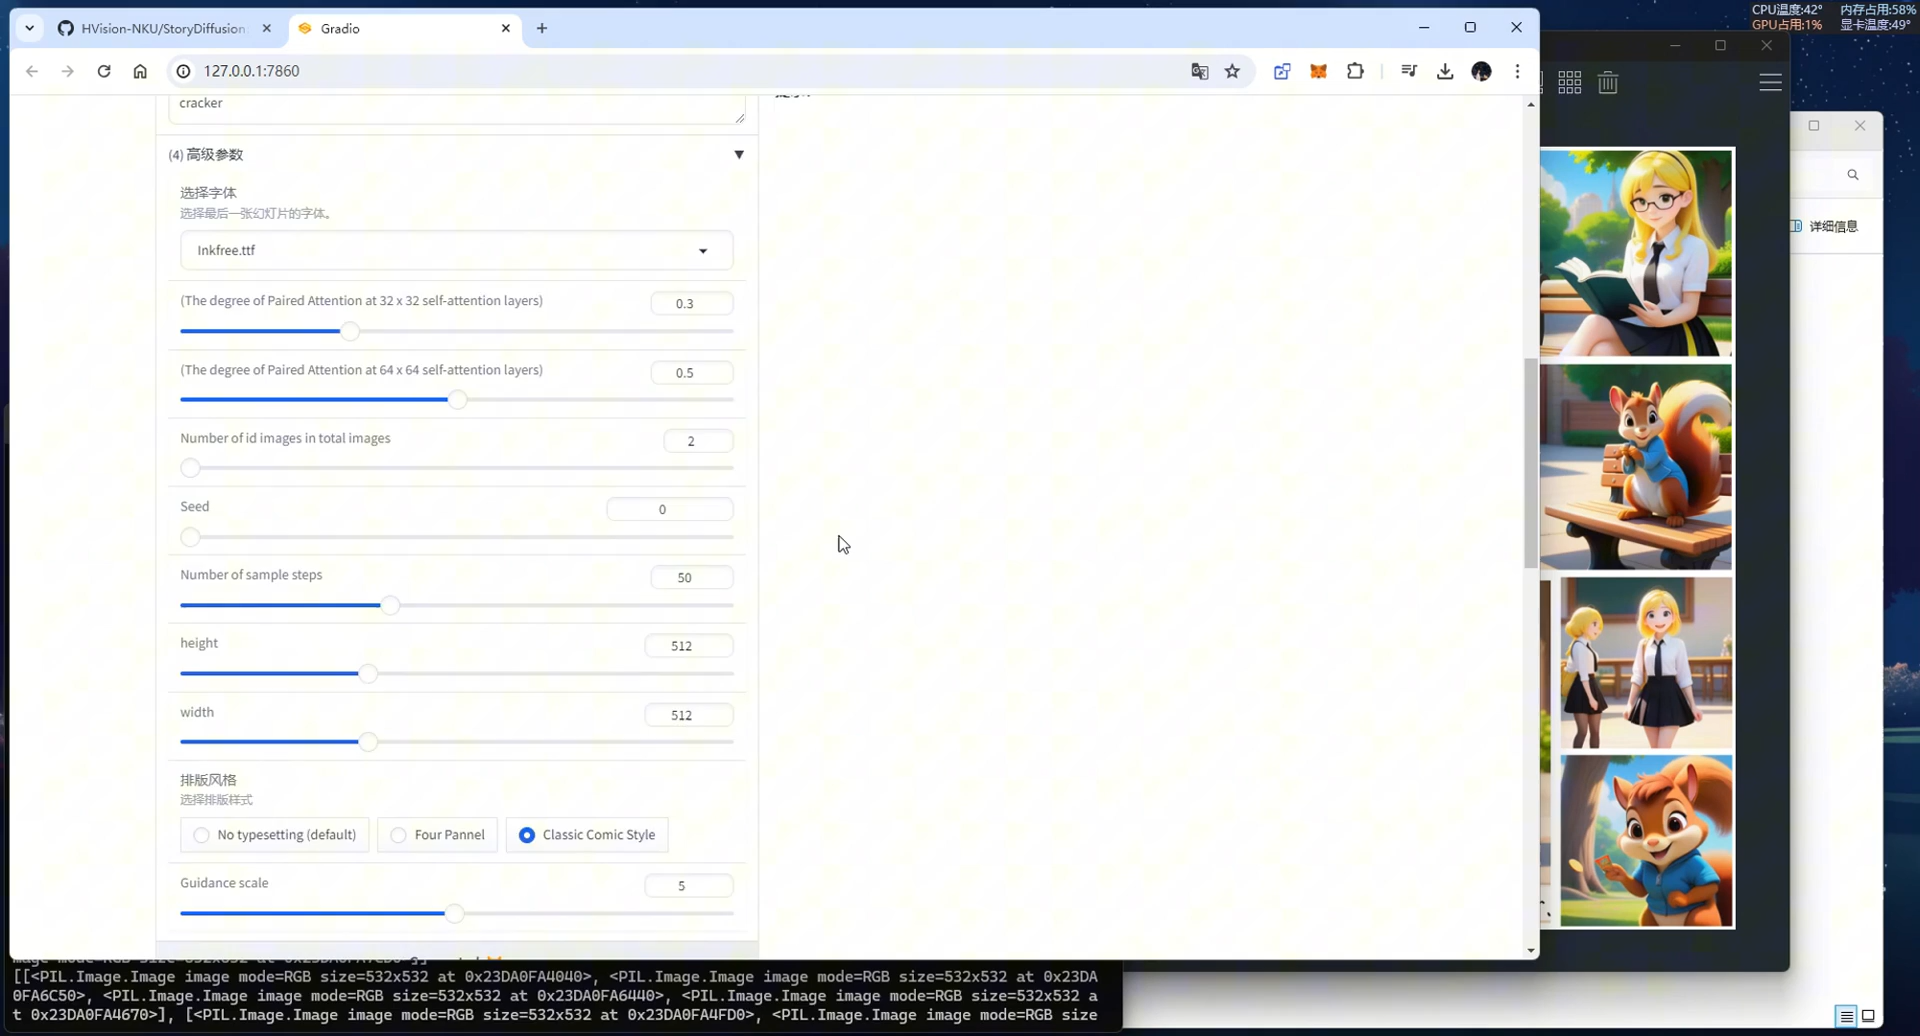 CPU温度:42° 内存占用:58%
GPU占用:1% 显卡温度:49°
HVision-NKU/StoryDiffusion
Gradio
127.0.0.1:7860
cracker
(4) 高级参数
选择字体
选择最后一张幻灯片的字体。
Inkfree.ttf
(The degree of Paired Attention at 32 x 32 self-attention layers)
0.3
(The degree of Paired Attention at 64 x 64 self-attention layers)
0.5
Number of id images in total images
2
Seed
0
Number of sample steps
50
height
512
width
512
排版风格
选择排版样式
No typesetting (default)
Four Pannel
Classic Comic Style
Guidance scale
5
详细信息
[[<PIL.Image.Image image mode=RGB size=532x532 at 0x23DA0FA4040>, <PIL.Image.Image image mode=RGB size=532x532 at 0x23DA
0FA6C50>, <PIL.Image.Image image mode=RGB size=532x532 at 0x23DA0FA6440>, <PIL.Image.Image image mode=RGB size=532x532 a
t 0x23DA0FA4670>], [<PIL.Image.Image image mode=RGB size=532x532 at 0x23DA0FA4FD0>, <PIL.Image.Image image mode=RGB size